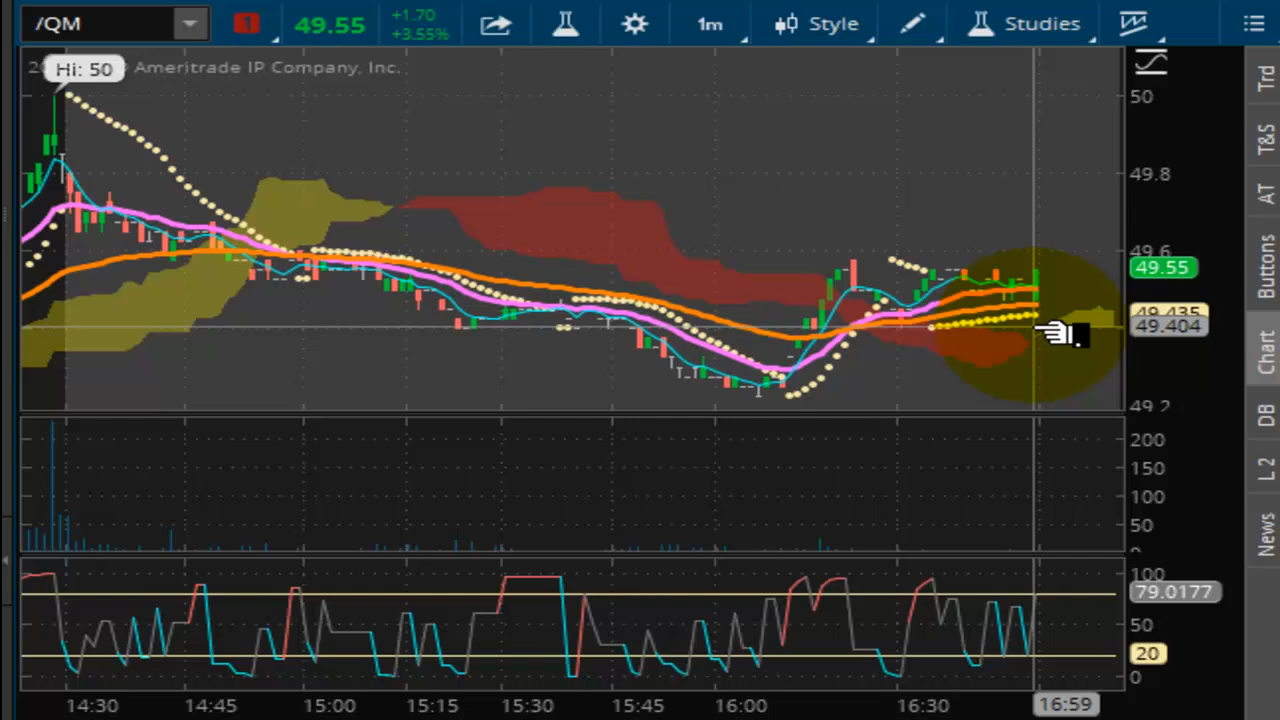 /QM 1 49.55 +1.70 +3.55% 1m Style Studies
Hi: 50 Ameritrade IP Company, Inc.
50
49.8
49.6
49.55
49.435
49.404
49.2
200
150
100
50
0
100
79.0177
50
20
0
14:30 14:45 15:00 15:15 15:30 15:45 16:00 16:30 16:59
Trd
T&S
AT
Buttons
Chart
DB
L 2
News